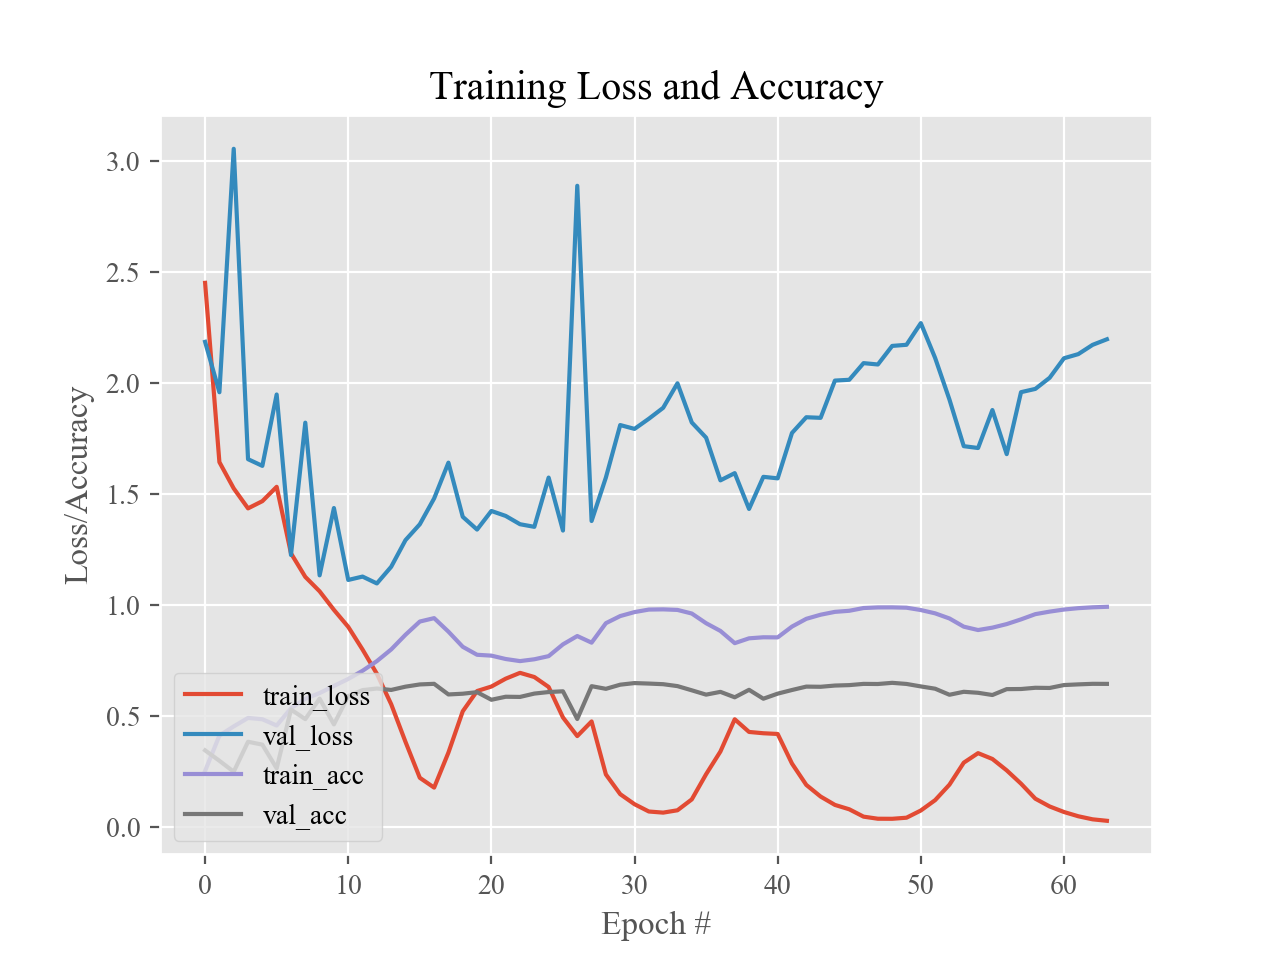 Training Loss and Accuracy
3.0
2.5
2.0
1.5
1.0
0.5
0.0
Loss/Accuracy
train_loss
val_loss
train_acc
val_acc
0 10 20 30 40 50 60
Epoch #